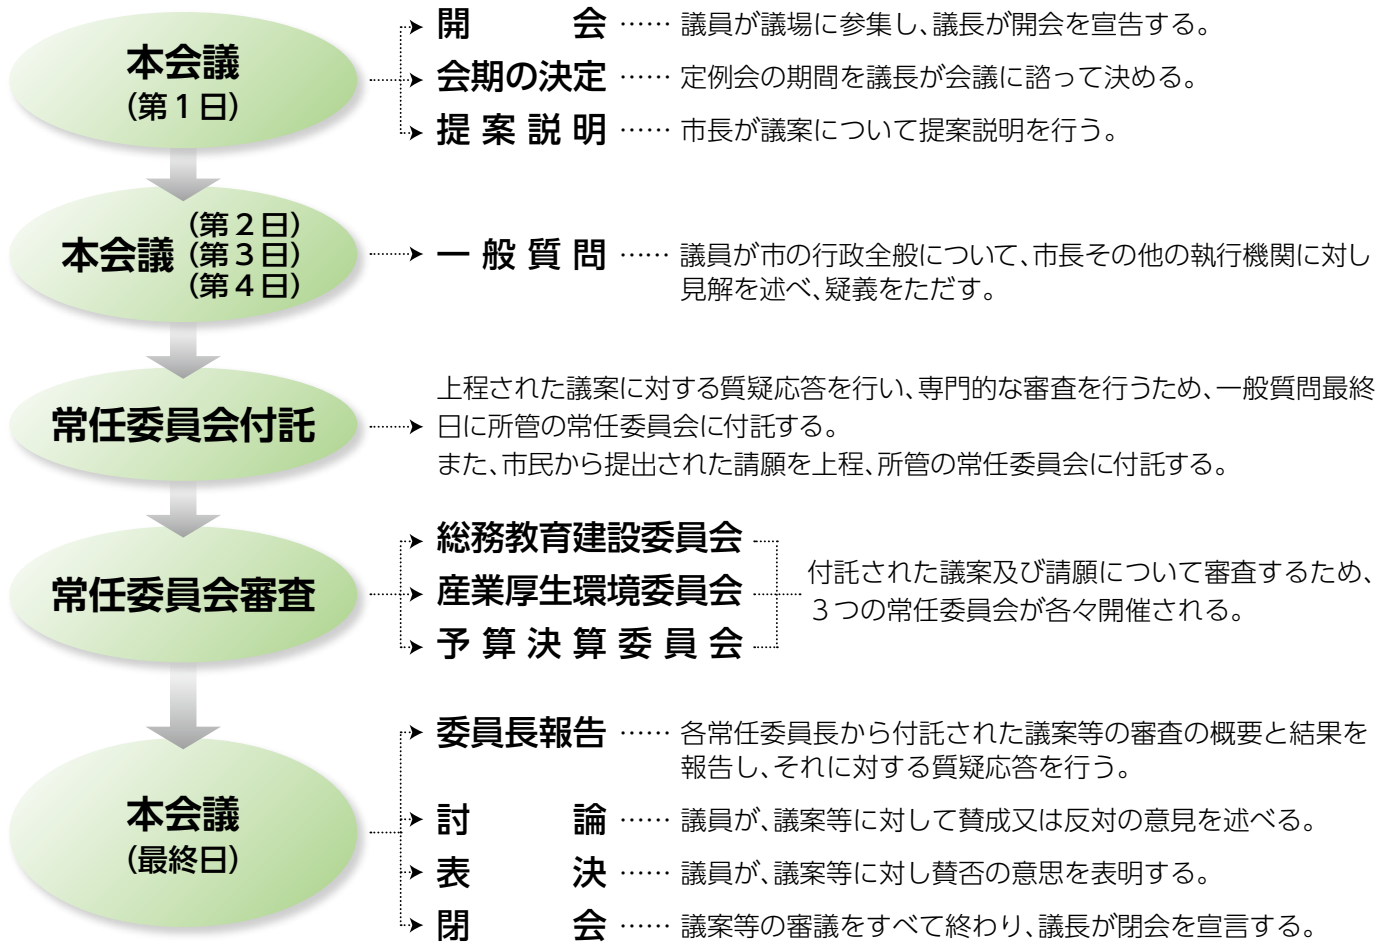 本会議
(第1日)
開会 …… 議員が議場に参集し、議長が開会を宣告する。
会期の決定 …… 定例会の期間を議長が会議に諮って決める。
提案説明 …… 市長が議案について提案説明を行う。
本会議
(第2日)
(第3日)
(第4日)
一般質問 …… 議員が市の行政全般について、市長その他の執行機関に対し
見解を述べ、疑義をただす。
常任委員会付託
上程された議案に対する質疑応答を行い、専門的な審査を行うため、一般質問最終
日に所管の常任委員会に付託する。
また、市民から提出された請願を上程、所管の常任委員会に付託する。
常任委員会審査
総務教育建設委員会
産業厚生環境委員会
予算決算委員会
付託された議案及び請願について審査するため、
3つの常任委員会が各々開催される。
本会議
(最終日)
委員長報告 …… 各常任委員長から付託された議案等の審査の概要と結果を
報告し、それに対する質疑応答を行う。
討論 …… 議員が、議案等に対して賛成又は反対の意見を述べる。
表決 …… 議員が、議案等に対し賛否の意思を表明する。
閉会 …… 議案等の審議をすべて終わり、議長が閉会を宣言する。